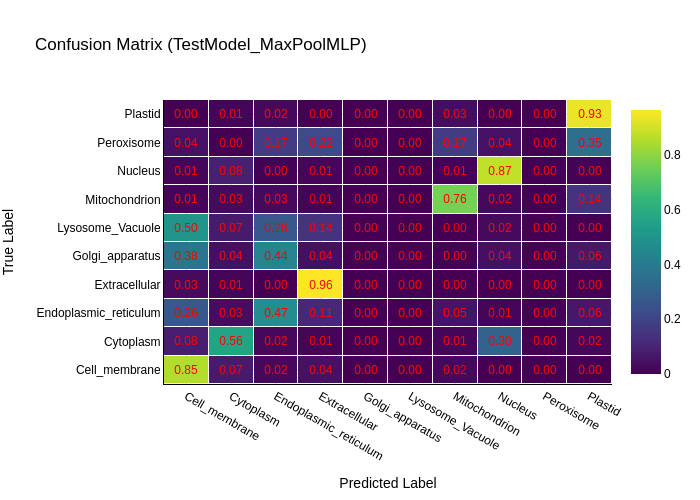 Confusion Matrix (TestModel_MaxPoolMLP)
Plastid 0.00 0.01 0.02 0.00 0.00 0.00 0.03 0.00 0.00 0.93
Peroxisome 0.04 0.00 0.17 0.22 0.00 0.00 0.17 0.04 0.00 0.35
Nucleus 0.01 0.08 0.00 0.01 0.00 0.00 0.01 0.87 0.00 0.00
Mitochondrion 0.01 0.03 0.03 0.01 0.00 0.00 0.76 0.02 0.00 0.14
Lysosome_Vacuole 0.50 0.07 0.26 0.14 0.00 0.00 0.00 0.02 0.00 0.00
Golgi_apparatus 0.38 0.04 0.44 0.04 0.00 0.00 0.00 0.04 0.00 0.06
Extracellular 0.03 0.01 0.00 0.96 0.00 0.00 0.00 0.00 0.00 0.00
Endoplasmic_reticulum 0.26 0.03 0.47 0.11 0.00 0.00 0.05 0.01 0.00 0.06
Cytoplasm 0.08 0.56 0.02 0.01 0.00 0.00 0.01 0.30 0.00 0.02
Cell_membrane 0.85 0.07 0.02 0.04 0.00 0.00 0.02 0.00 0.00 0.00
Cell_membrane Cytoplasm Endoplasmic_reticulum Extracellular Golgi_apparatus Lysosome_Vacuole Mitochondrion Nucleus Peroxisome Plastid
Predicted Label
True Label
0.8
0.6
0.4
0.2
0